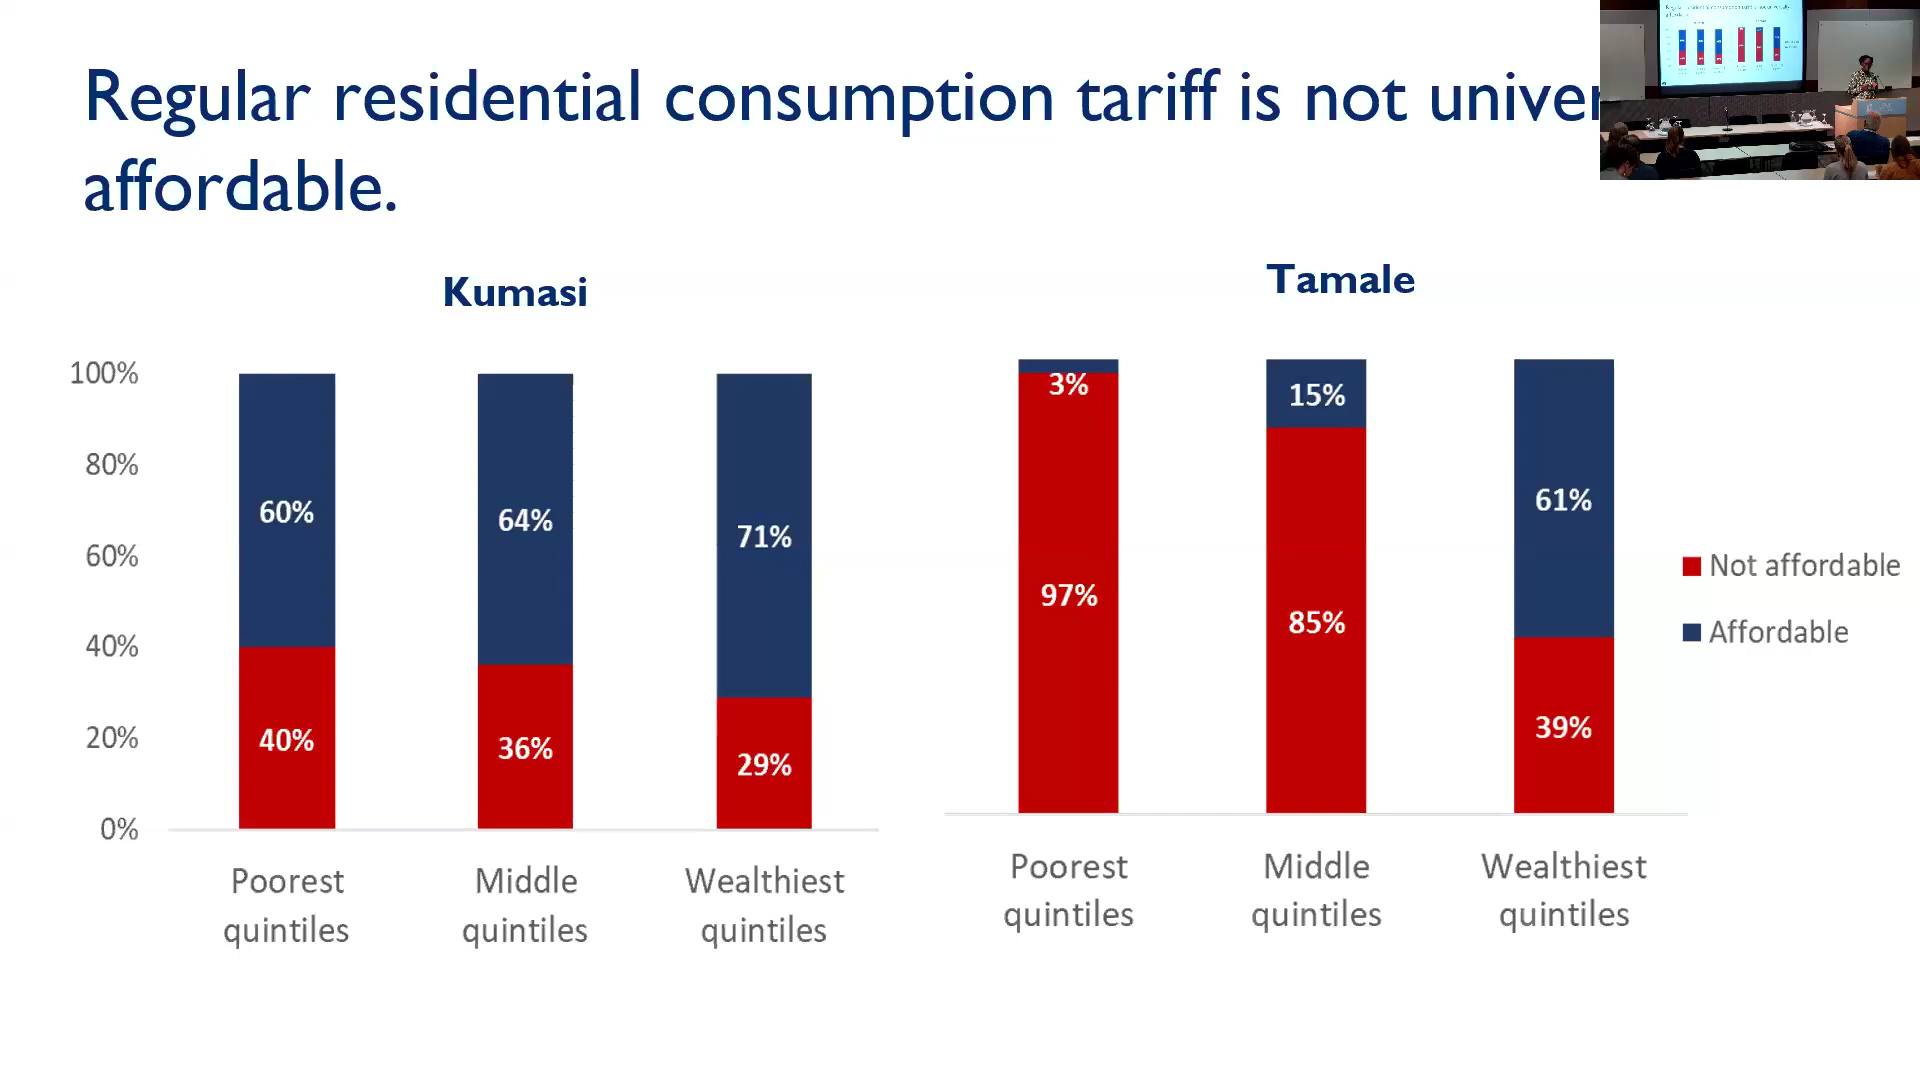 Regular residential consumption tariff is not
affordable.
Kumasi
100%
80%
60%
40%
20%
0%
60%
64%
71%
40%
36%
29%
Poorest
quintiles
Middle
quintiles
Wealthiest
quintiles
Tamale
3%
15%
61%
97%
85%
39%
Poorest
quintiles
Middle
quintiles
Wealthiest
quintiles
Not affordable
Affordable